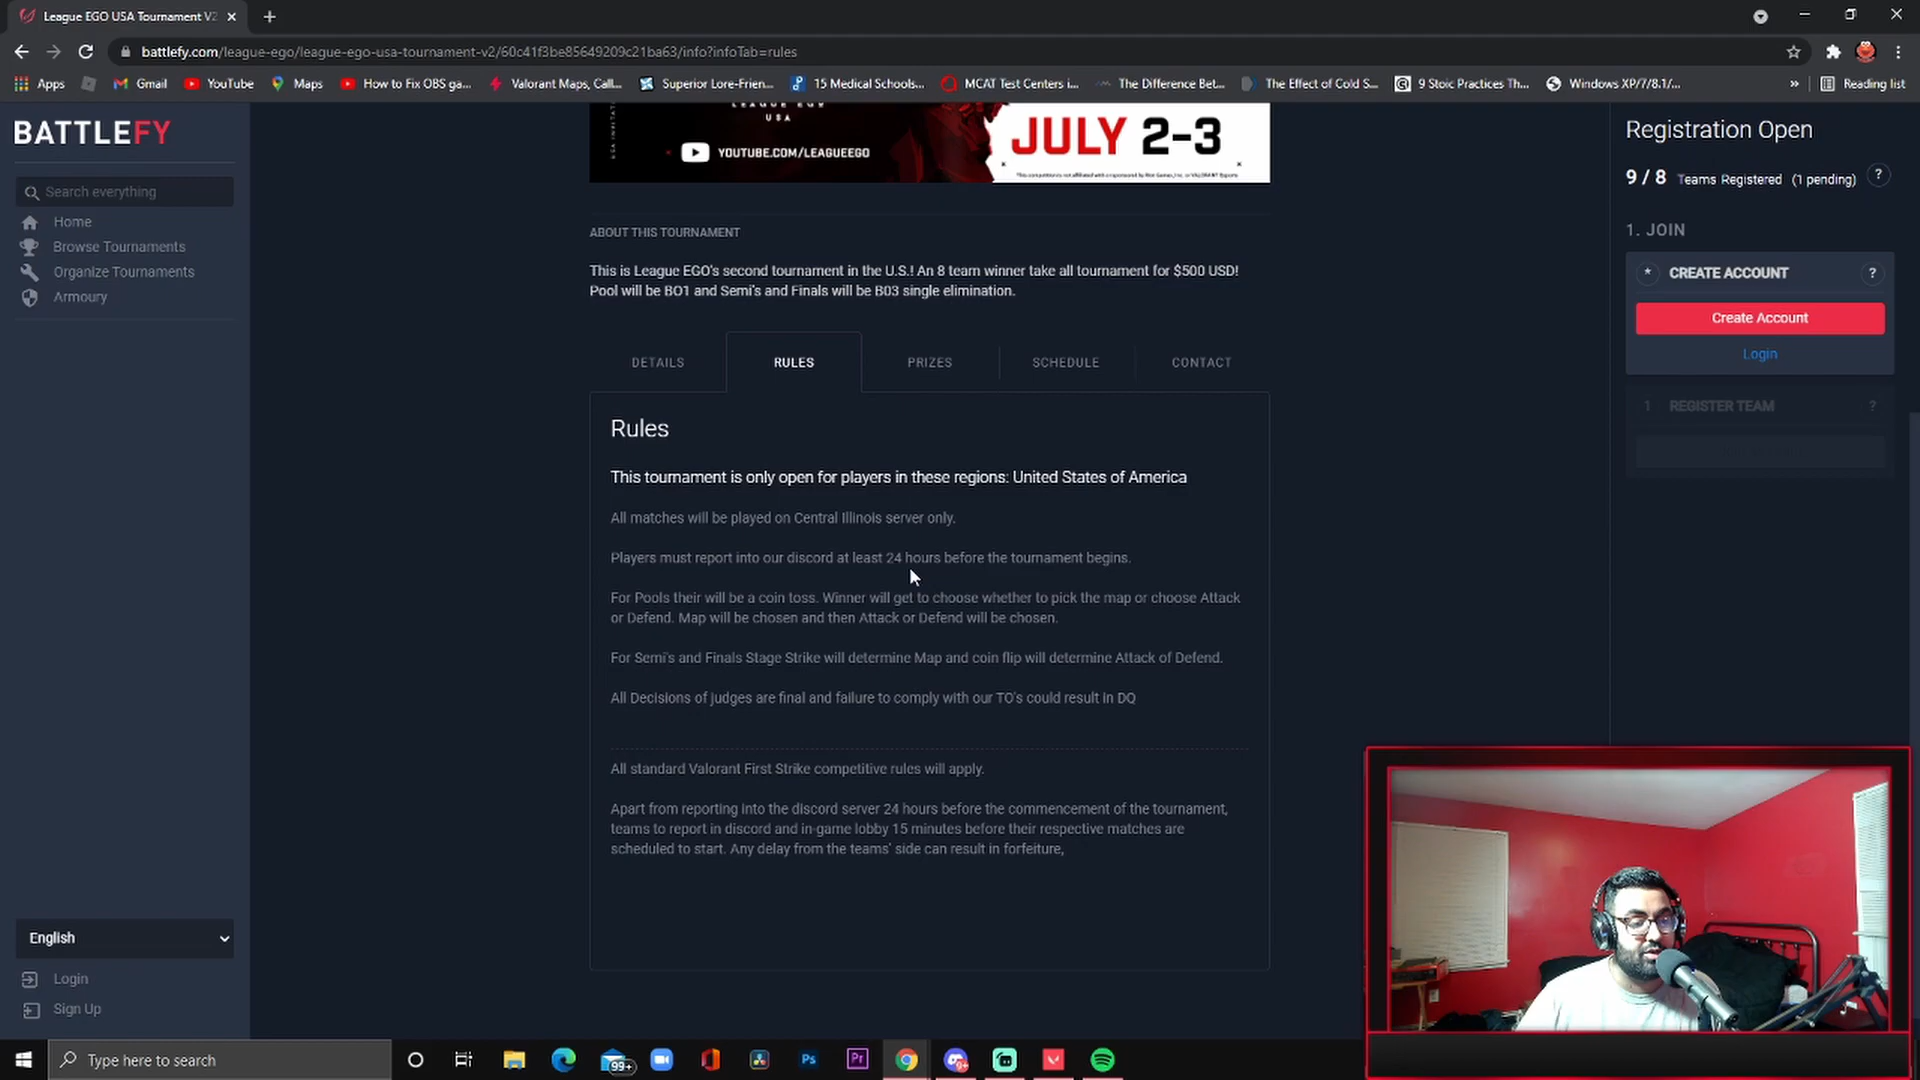 League EGO USA Tournament V2
battlefy.com/league-ego/league-ego-usa-tournament-v2/60c41f3be85649209c21ba63/info?infoTab=rules
Apps
Gmail
YouTube
Maps
How to Fix OBS ga...
Valorant Maps, Call...
Superior Lore-Frien...
15 Medical Schools...
MCAT Test Centers i...
The Difference Bet...
The Effect of Cold S...
9 Stoic Practices Th...
Windows XP/7/8.1/...
»
Reading list
BATTLEFY
Search everything
Home
Browse Tournaments
Organize Tournaments
Armoury
LEAGUE EGO
USA
YOUTUBE.COM/LEAGUEEGO
JULY 2-3
ABOUT THIS TOURNAMENT
This is League EGO's second tournament in the U.S.! An 8 team winner take all tournament for $500 USD!
Pool will be BO1 and Semi's and Finals will be B03 single elimination.
DETAILS
RULES
PRIZES
SCHEDULE
CONTACT
Rules
This tournament is only open for players in these regions: United States of America
All matches will be played on Central Illinois server only.
Players must report into our discord at least 24 hours before the tournament begins.
For Pools their will be a coin toss. Winner will get to choose whether to pick the map or choose Attack
or Defend. Map will be chosen and then Attack or Defend will be chosen.
For Semi's and Finals Stage Strike will determine Map and coin flip will determine Attack of Defend.
All Decisions of judges are final and failure to comply with our TO's could result in DQ
All standard Valorant First Strike competitive rules will apply.
Apart from reporting into the discord server 24 hours before the commencement of the tournament,
teams to report in discord and in-game lobby 15 minutes before their respective matches are
scheduled to start. Any delay from the teams' side can result in forfeiture,
Registration Open
9 / 8 Teams Registered (1 pending) ?
1. JOIN
* CREATE ACCOUNT ?
Create Account
Login
1 REGISTER TEAM ?
English
Login
Sign Up
Type here to search
99+
Ps
Pr